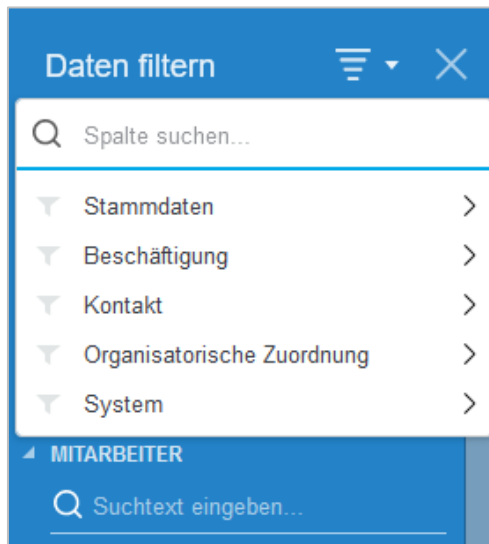 Daten filtern
Spalte suchen...
Stammdaten
Beschäftigung
Kontakt
Organisatorische Zuordnung
System
MITARBEITER
Suchtext eingeben...